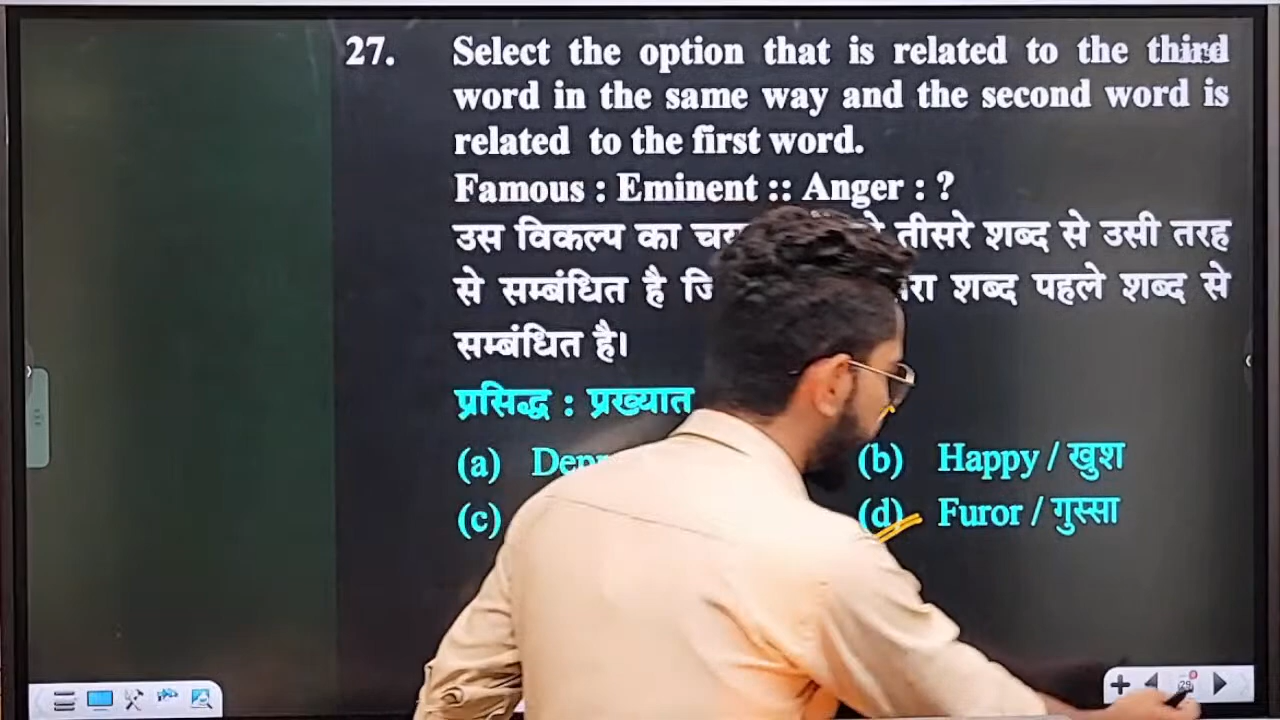 27. Select the option that is related to the third
word in the same way and the second word is
related to the first word.
Famous : Eminent :: Anger : ?
उस विकल्प का तीसरे शब्द से उसी तरह
से सम्बंधित है शब्द पहले शब्द से
सम्बंधित है।
प्रसिद्ध : प्रख्यात
(a) (b) Happy / खुश
(c) (d) Furor / गुस्सा